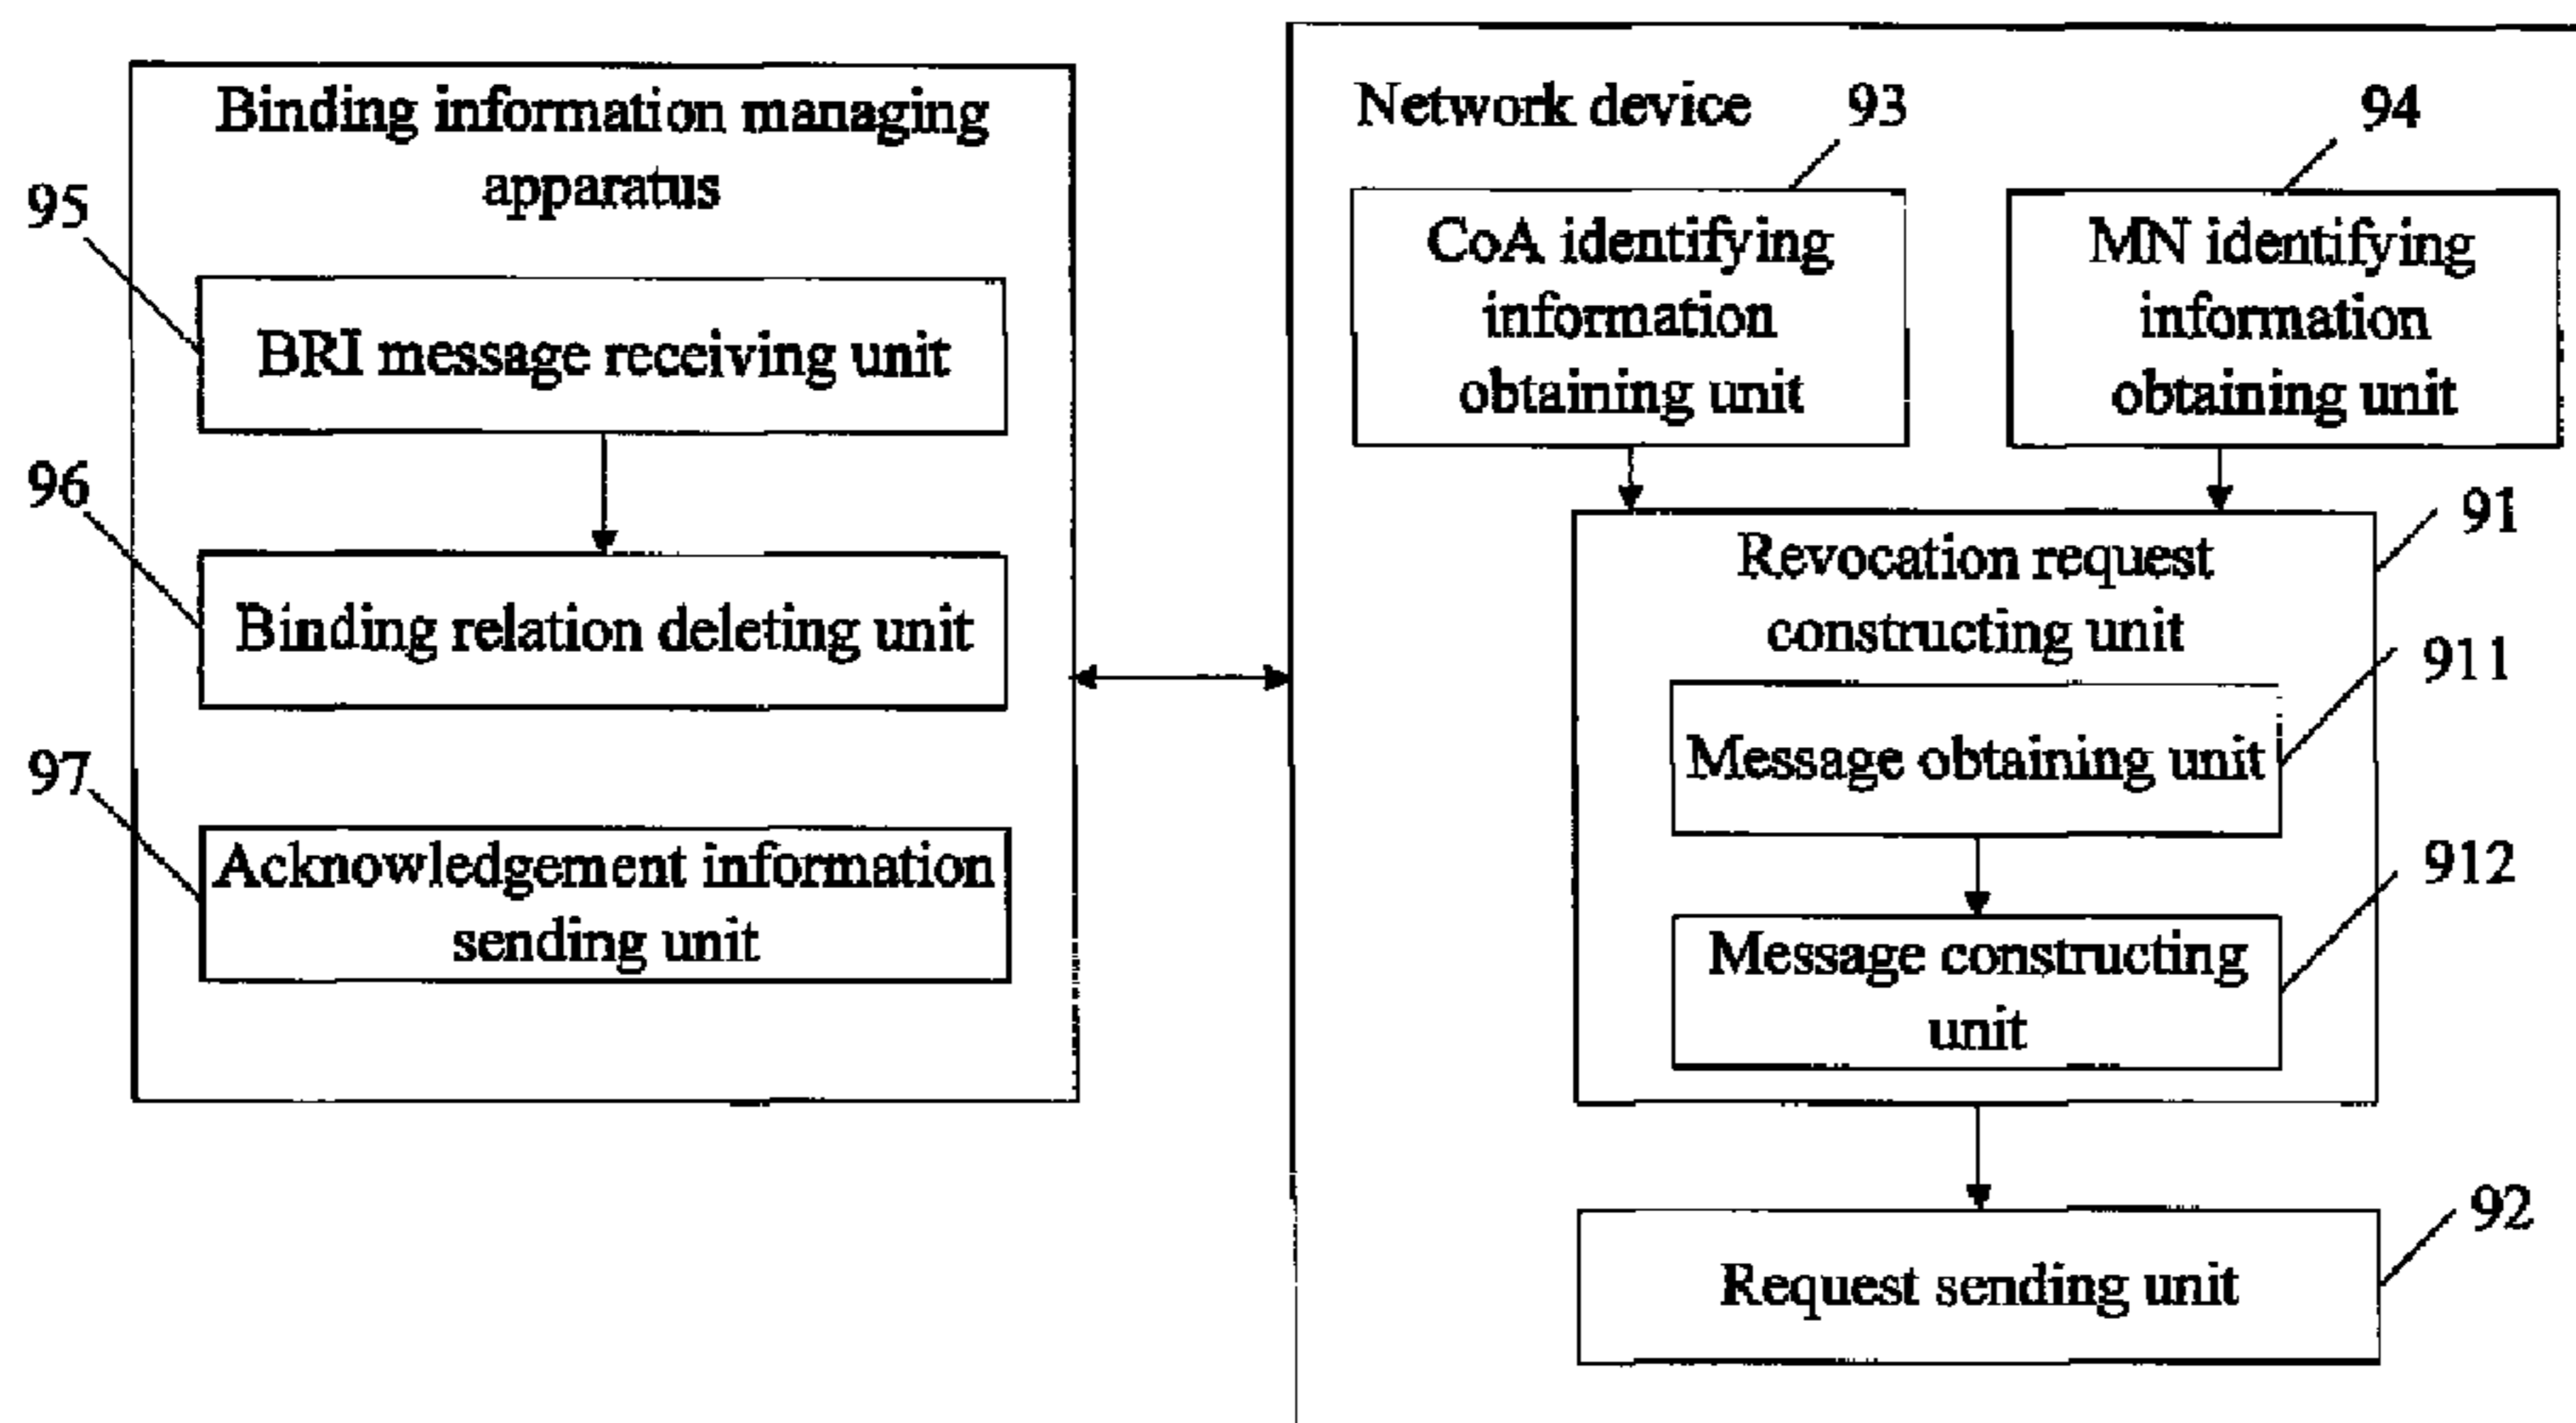 Binding information managing
apparatus
95
BRI message receiving unit
96
Binding relation deleting unit
97
Acknowledgement information
sending unit
Network device
93
94
CoA identifying
information
obtaining unit
MN identifying
information
obtaining unit
91
Revocation request
constructing unit
911
Message obtaining unit
912
Message constructing
unit
92
Request sending unit